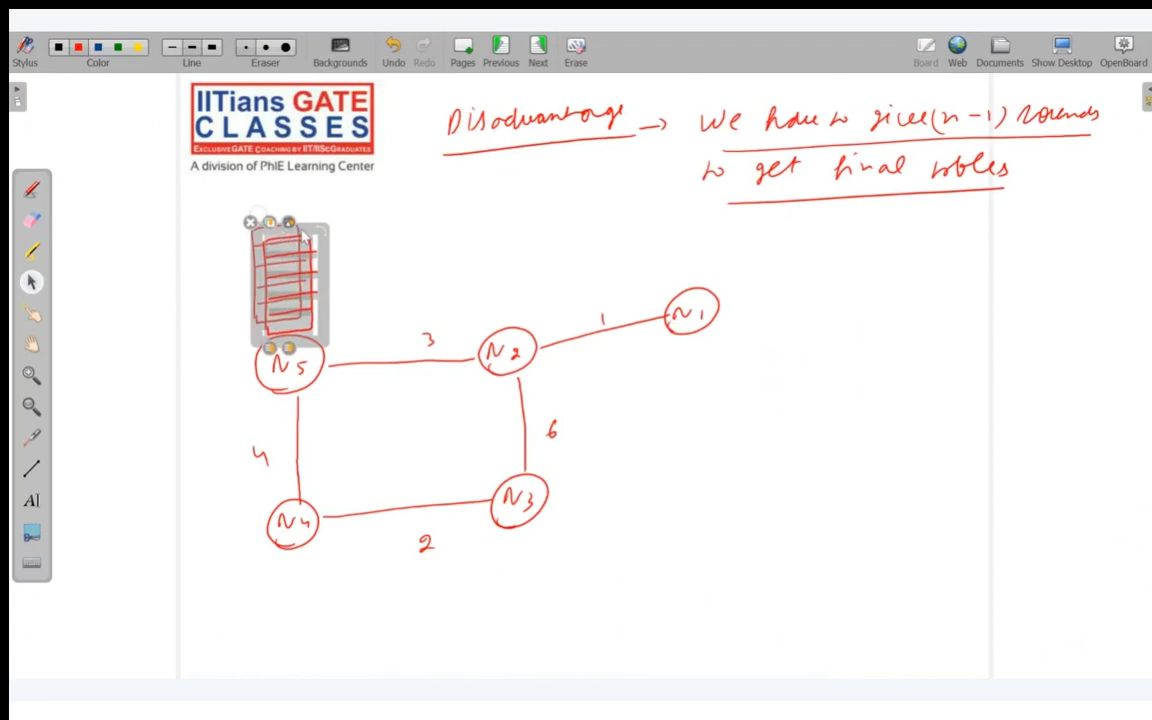 Stylus Color Line Eraser Backgrounds Undo Redo Pages Previous Next Erase Board Web Documents Show Desktop OpenBoard
IITians GATE
CLASSES
EXCLUSIVE GATE COACHING BY IIT/IISc GRADUATES
A division of PhIE Learning Center
Disadvantage → We have to give (n-1) rounds
to get final tables
N5
3
N2
1
N1
4
6
N4
2
N3
AI